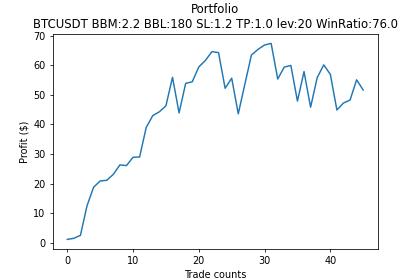 Portfolio
BTCUSDT BBM:2.2 BBL:180 SL:1.2 TP:1.0 lev:20 WinRatio:76.0
70
60
50
40
30
20
10
0
Profit ($)
0 10 20 30 40
Trade counts